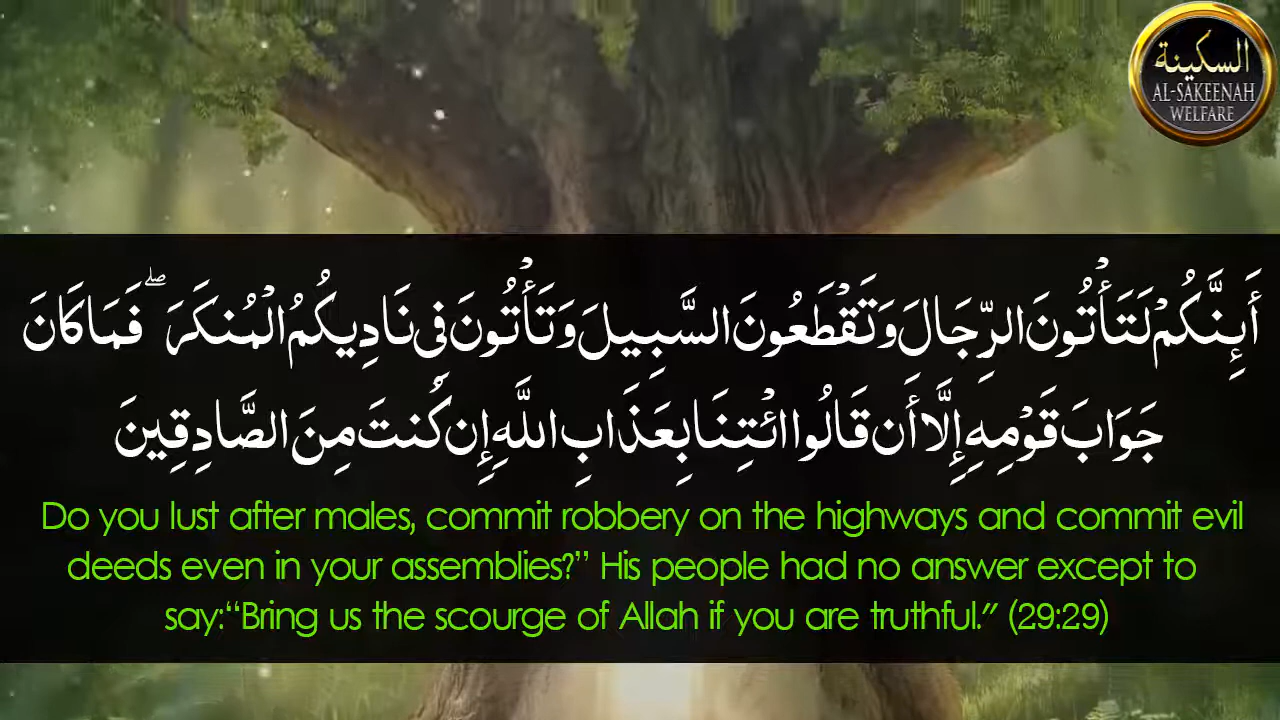 السكينة
AL-SAKEENAH
WELFARE
أَئِنَّكُمْ لَتَأْتُونَ الرِّجَالَ وَتَقْطَعُونَ السَّبِيلَ وَتَأْتُونَ فِي نَادِيكُمُ الْمُنكَرَ ۖ فَمَا كَانَ
جَوَابَ قَوْمِهِ إِلَّا أَن قَالُوا ائْتِنَا بِعَذَابِ اللَّهِ إِن كُنتَ مِنَ الصَّادِقِينَ
Do you lust after males, commit robbery on the highways and commit evil
deeds even in your assemblies?” His people had no answer except to
say:“Bring us the scourge of Allah if you are truthful.” (29:29)